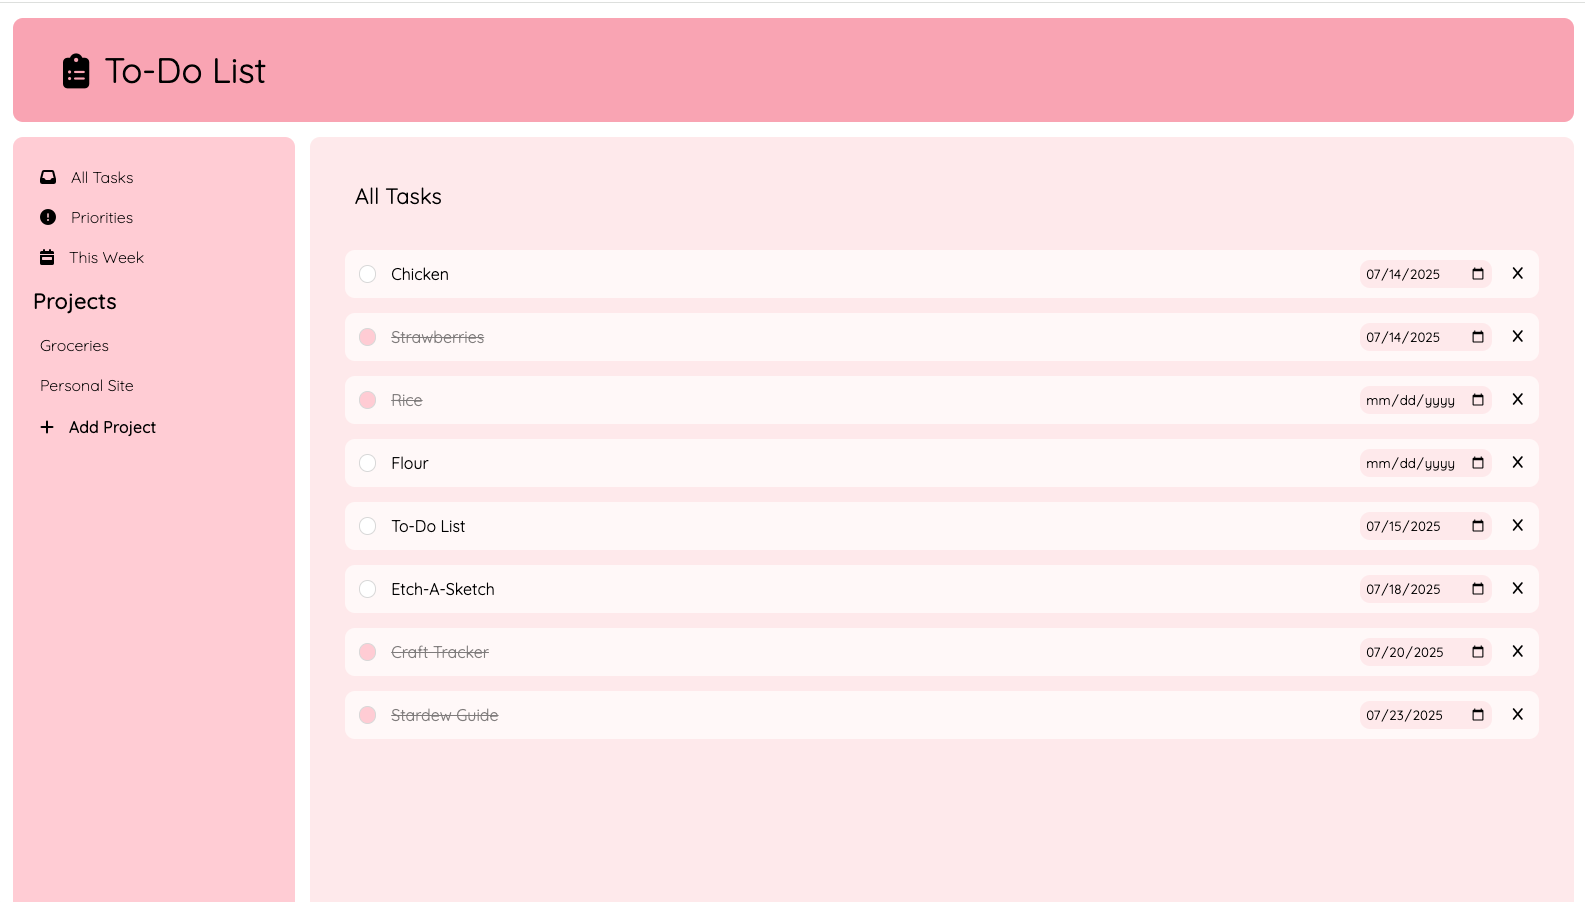 To-Do List
All Tasks
Priorities
This Week
Projects
Groceries
Personal Site
+ Add Project
All Tasks
Chicken 07/14/2025 X
Strawberries 07/14/2025 X
Rice mm/dd/yyyy X
Flour mm/dd/yyyy X
To-Do List 07/15/2025 X
Etch-A-Sketch 07/18/2025 X
Craft Tracker 07/20/2025 X
Stardew Guide 07/23/2025 X